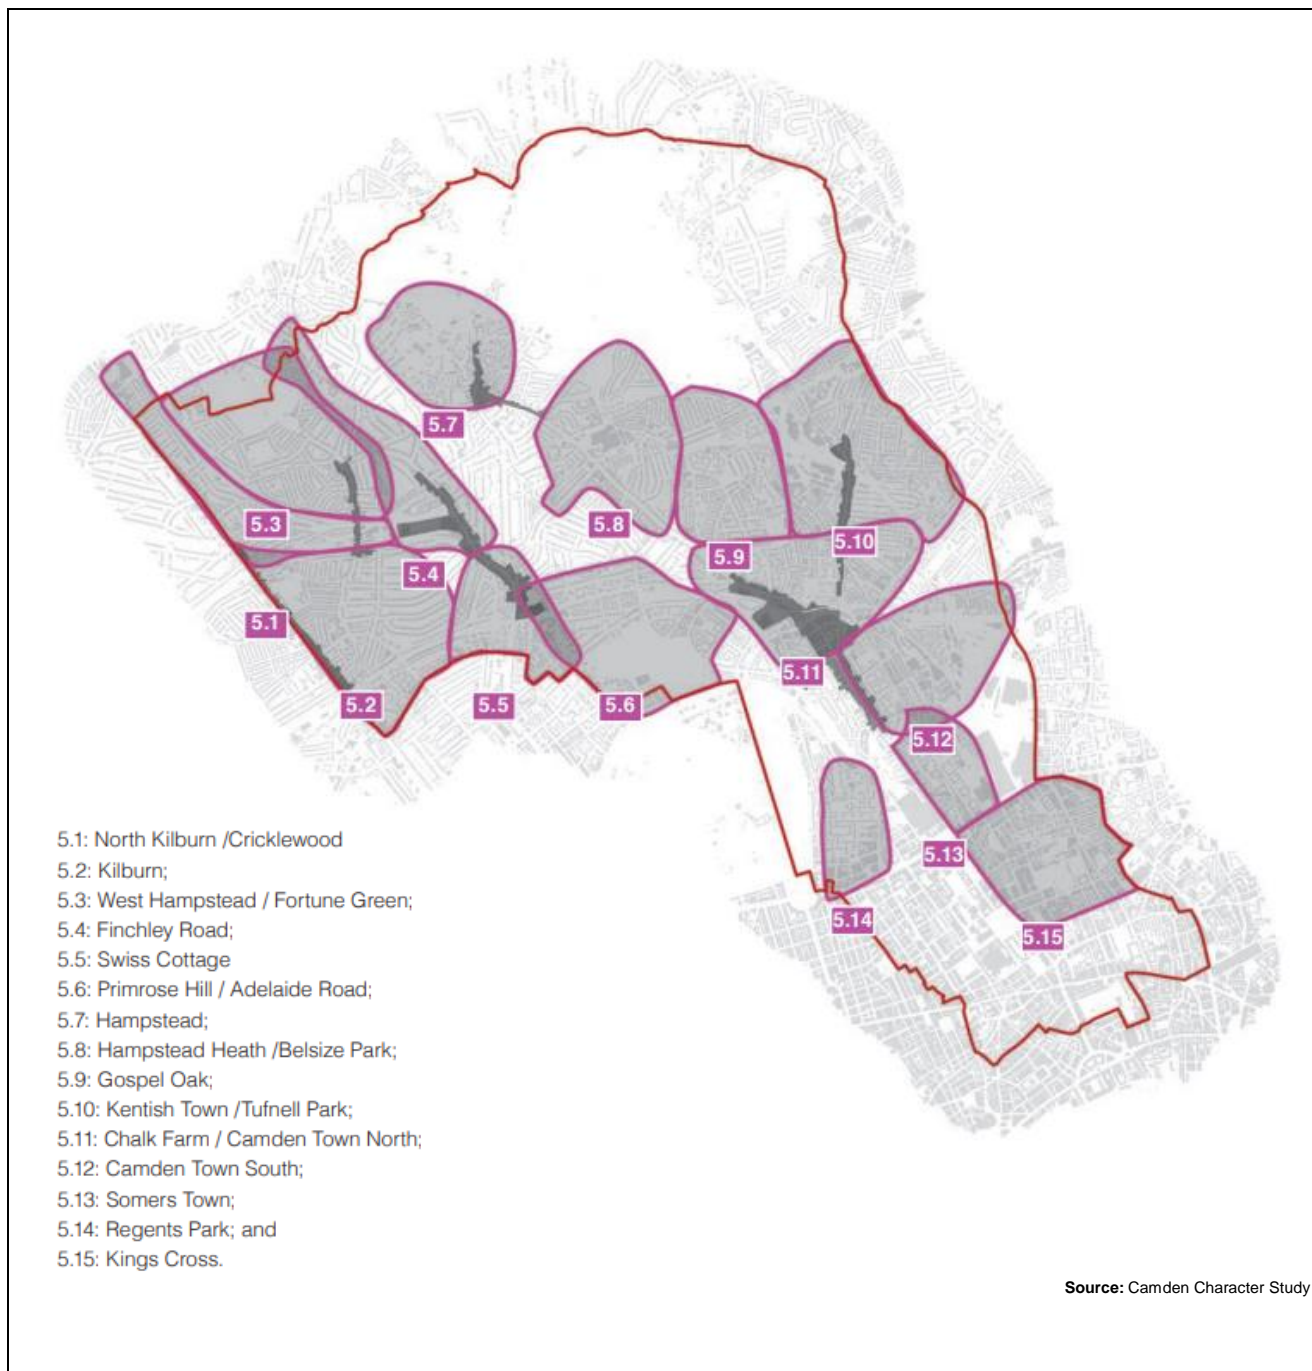 5.7
5.3
5.8
5.10
5.9
5.4
5.1
5.11
5.2
5.5
5.6
5.12
5.13
5.14
5.15
5.1: North Kilburn /Cricklewood
5.2: Kilburn;
5.3: West Hampstead / Fortune Green;
5.4: Finchley Road;
5.5: Swiss Cottage
5.6: Primrose Hill / Adelaide Road;
5.7: Hampstead;
5.8: Hampstead Heath /Belsize Park;
5.9: Gospel Oak;
5.10: Kentish Town /Tufnell Park;
5.11: Chalk Farm / Camden Town North;
5.12: Camden Town South;
5.13: Somers Town;
5.14: Regents Park; and
5.15: Kings Cross.
Source: Camden Character Study